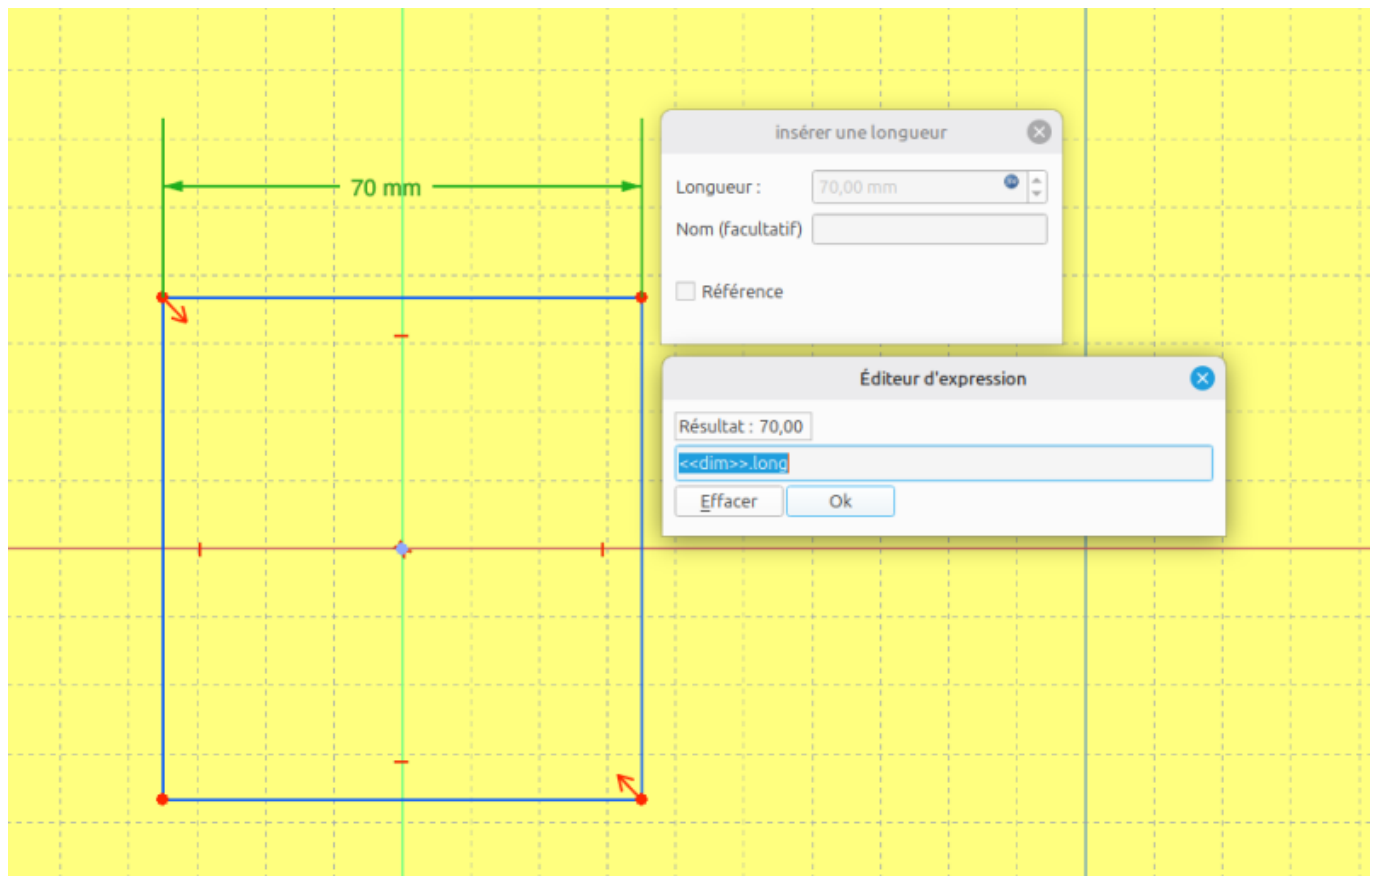 70 mm
insérer une longueur
Longueur :
70,00 mm
Nom (facultatif)
Référence
Éditeur d'expression
Résultat : 70,00
<<dim>>.long
Effacer
Ok